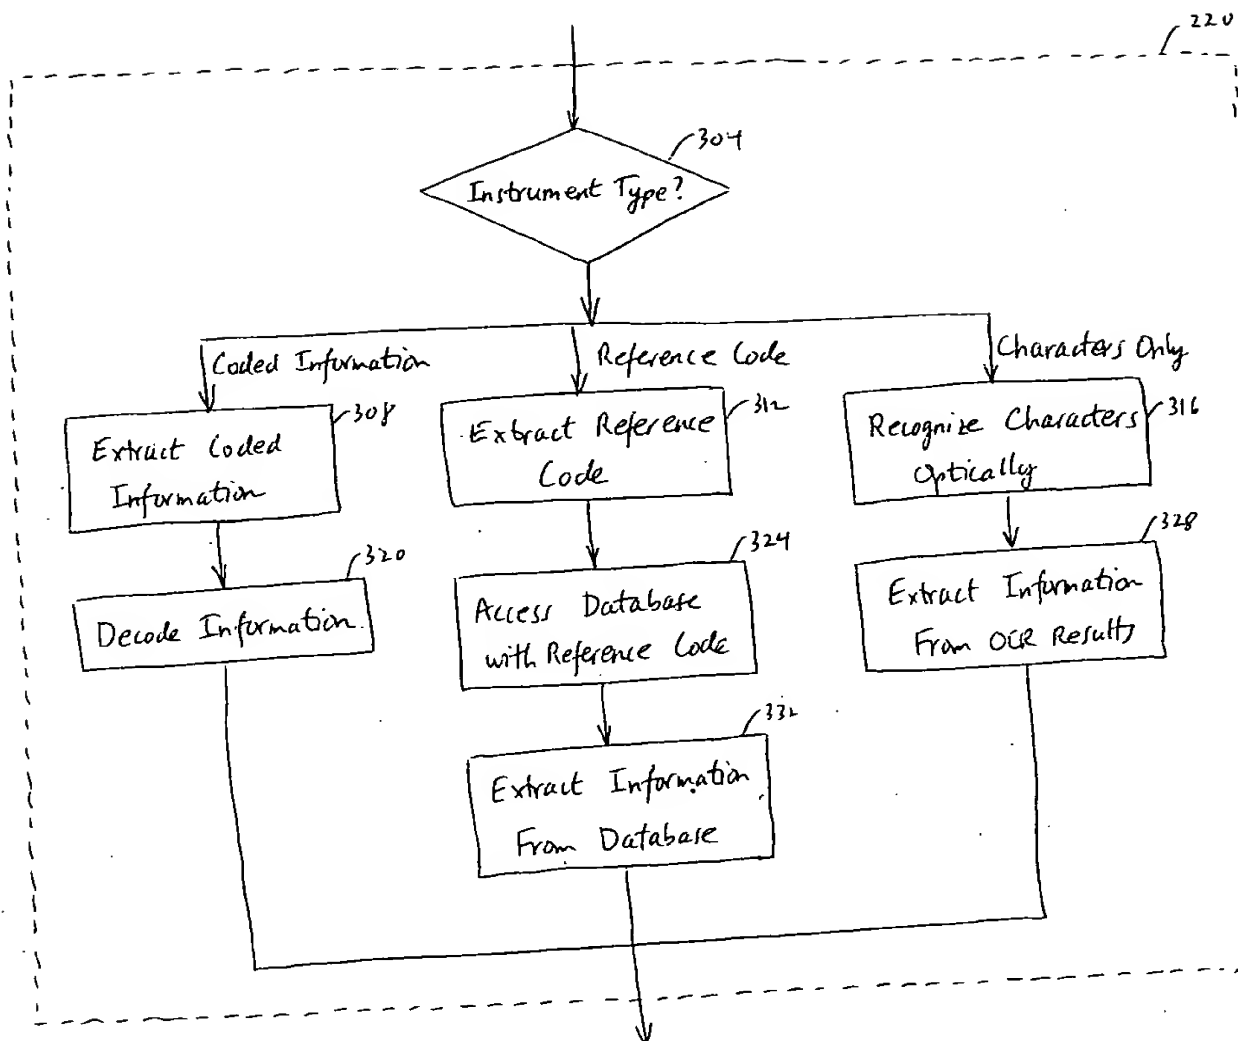 220
304
Instrument Type?
Coded Information
Reference Code
Characters Only
308
Extract Coded
Information
312
Extract Reference
Code
316
Recognize Characters
Optically
320
Decode Information
324
Access Database
with Reference Code
328
Extract Information
From OCR Results
332
Extract Information
From Database